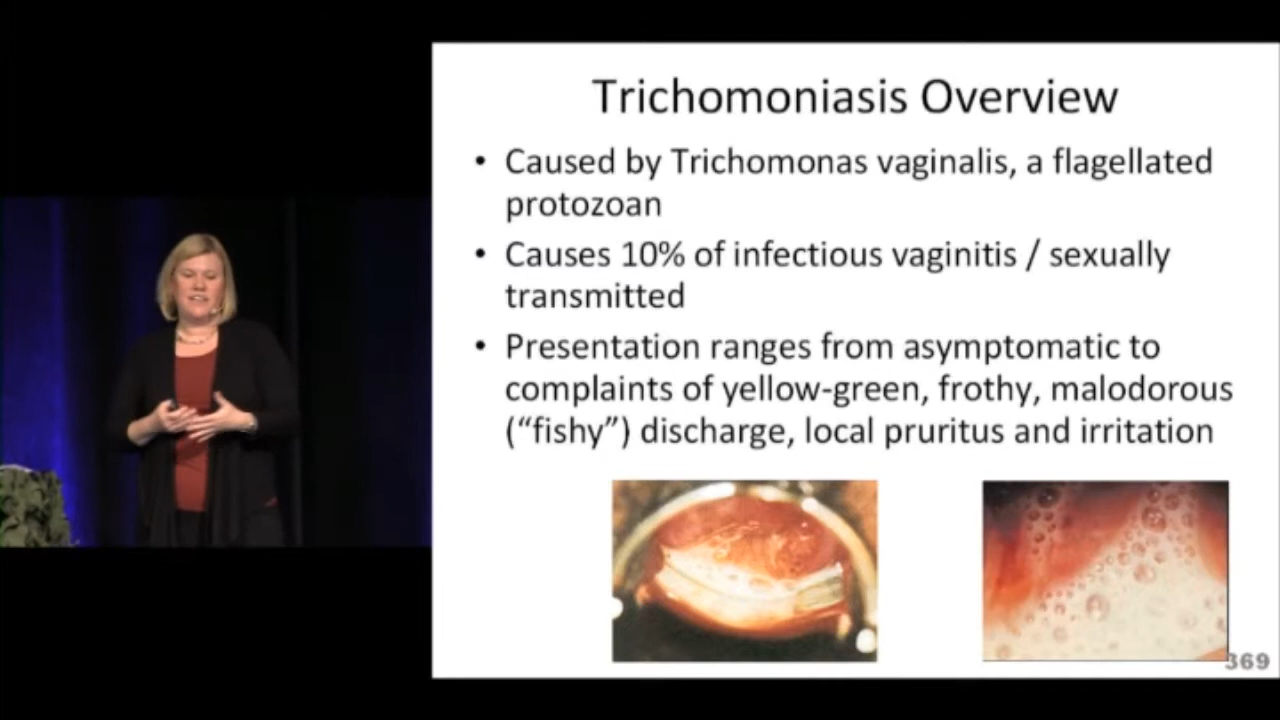 Trichomoniasis Overview
• Caused by Trichomonas vaginalis, a flagellated
protozoan
• Causes 10% of infectious vaginitis / sexually
transmitted
• Presentation ranges from asymptomatic to
complaints of yellow-green, frothy, malodorous
(“fishy”) discharge, local pruritus and irritation
369